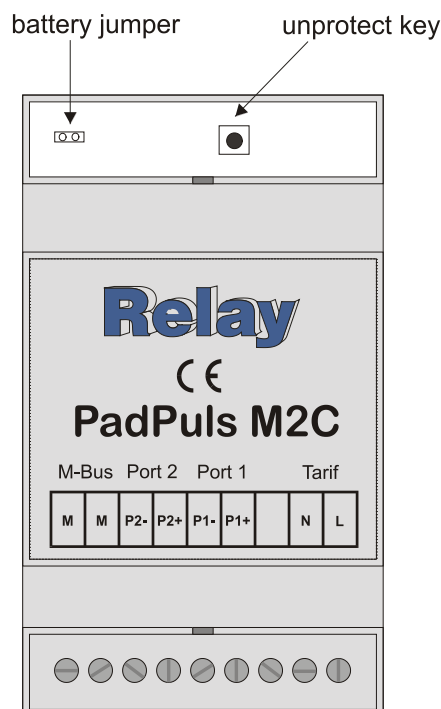 battery jumper unprotect key
Relay
CE
PadPuls M2C
M-Bus Port 2 Port 1 Tarif
M M P2- P2+ P1- P1+ N L